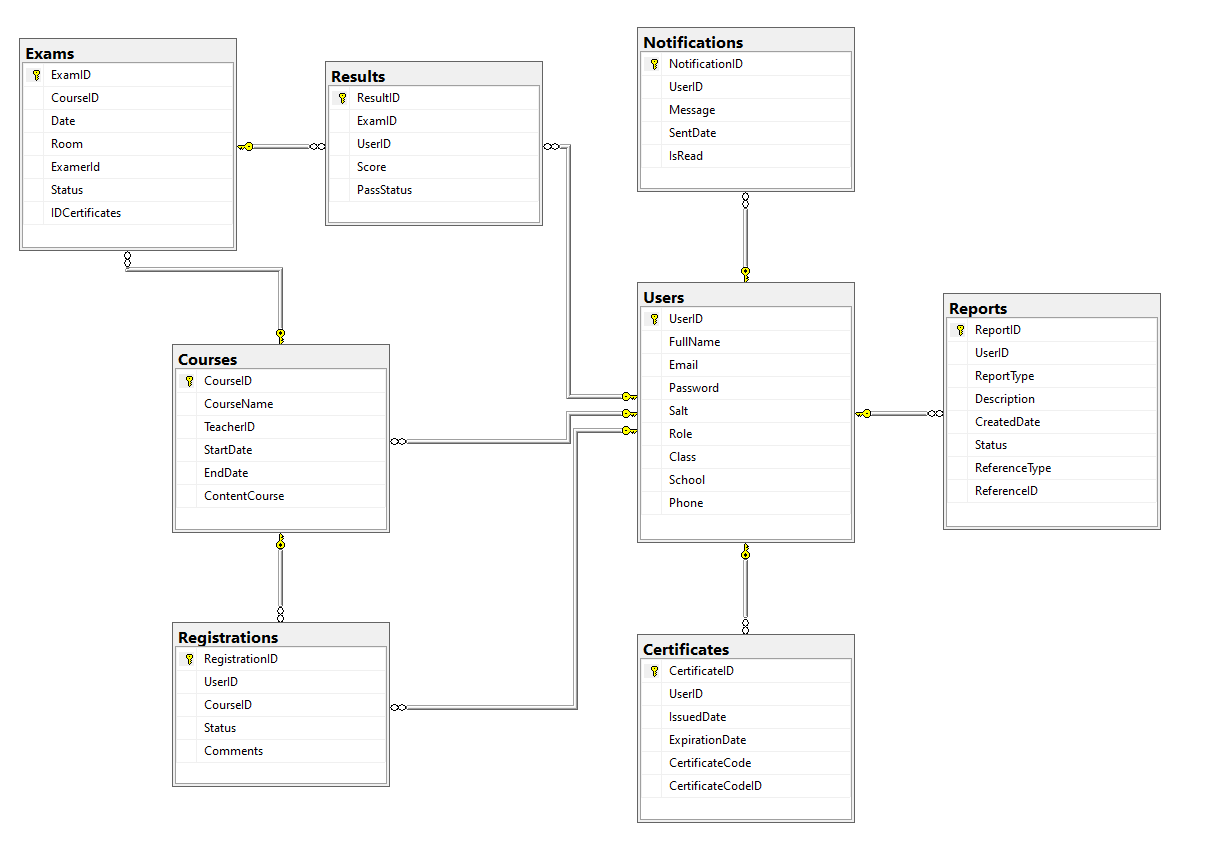 Exams
ExamID
CourseID
Date
Room
ExamerId
Status
IDCertificates
Results
ResultID
ExamID
UserID
Score
PassStatus
Notifications
NotificationID
UserID
Message
SentDate
IsRead
Users
UserID
FullName
Email
Password
Salt
Role
Class
School
Phone
Reports
ReportID
UserID
ReportType
Description
CreatedDate
Status
ReferenceType
ReferenceID
Courses
CourseID
CourseName
TeacherID
StartDate
EndDate
ContentCourse
Registrations
RegistrationID
UserID
CourseID
Status
Comments
Certificates
CertificateID
UserID
IssuedDate
ExpirationDate
CertificateCode
CertificateCodeID